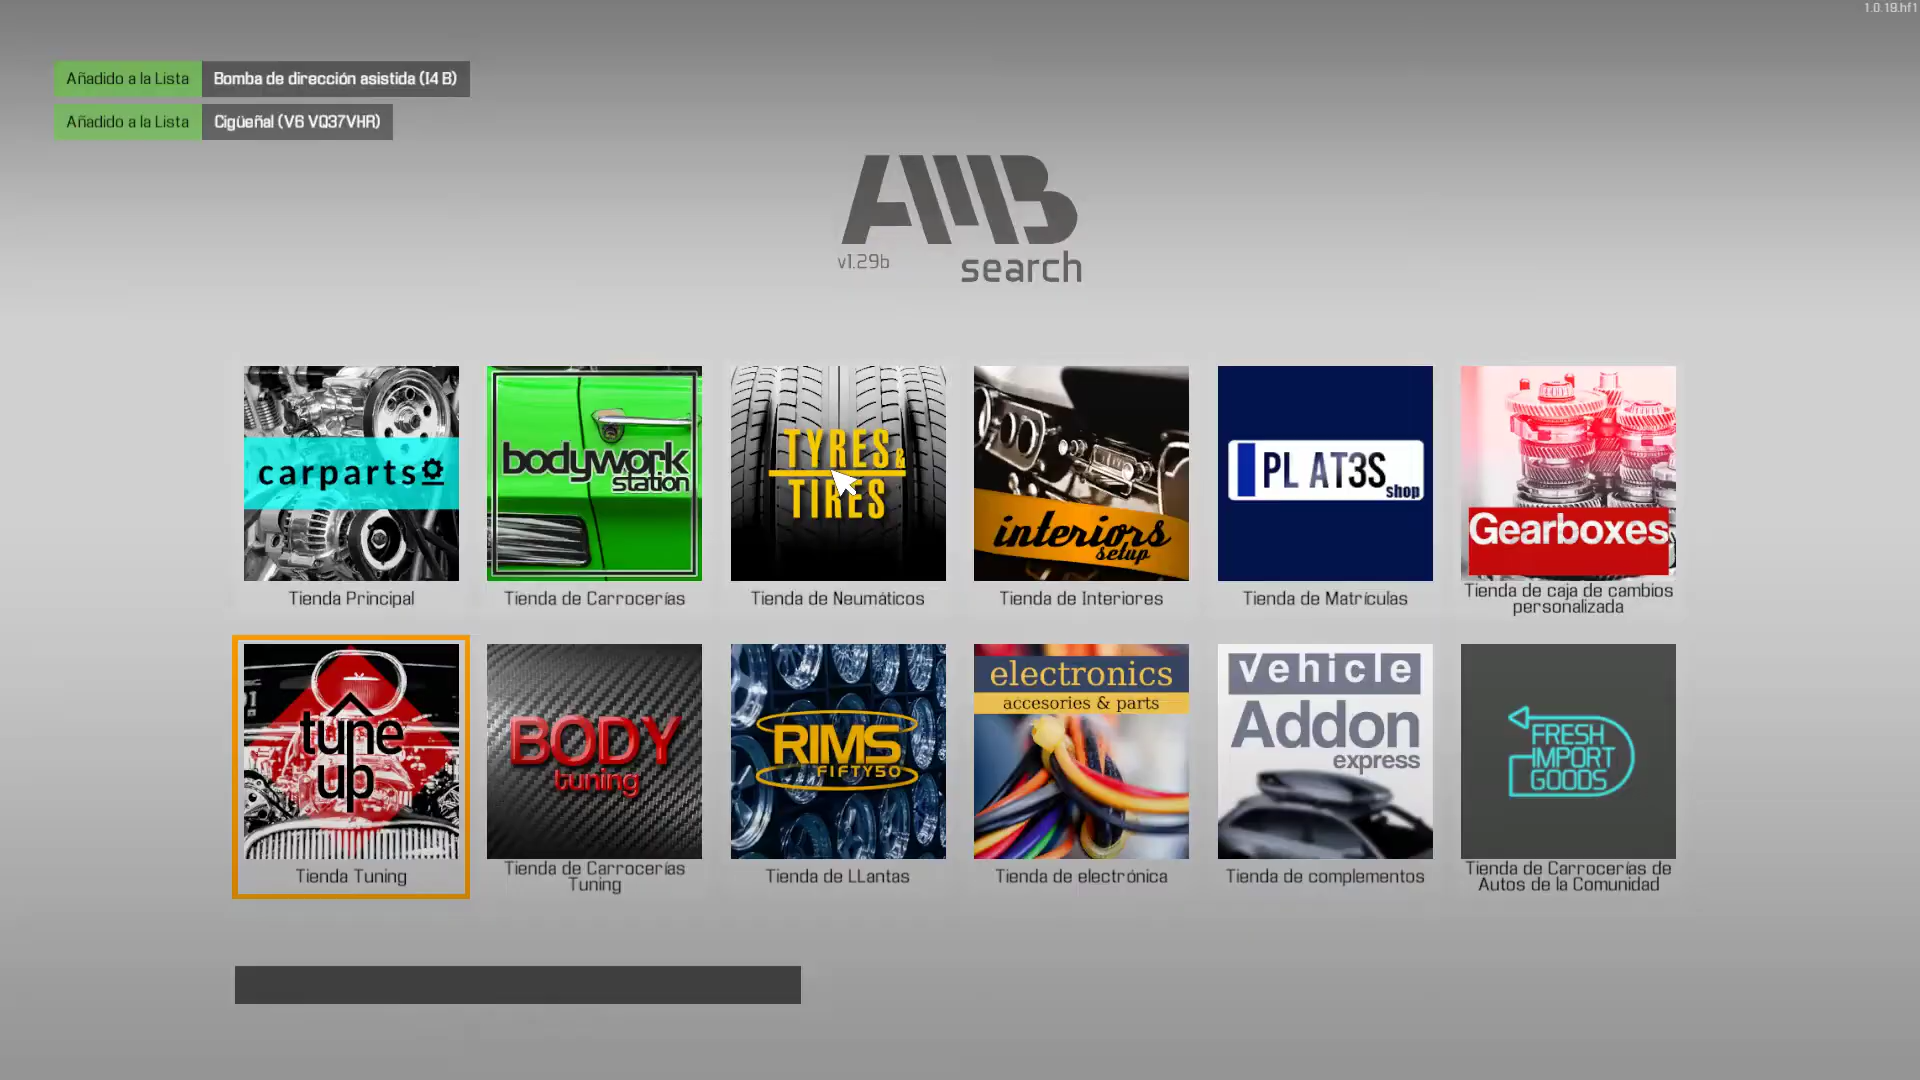 1.0.19.hf1
Añadido a la Lista Bomba de dirección asistida (I4 B)
Añadido a la Lista Cigüeñal (V6 VQ37VHR)
AMB
v1.29b search
carparts
bodywork
station
TYRES &
TIRES
interiors
setup
PL AT3S
shop
Gearboxes
Tienda Principal
Tienda de Carrocerías
Tienda de Neumáticos
Tienda de Interiores
Tienda de Matrículas
Tienda de caja de cambios
personalizada
tune
up
BODY
tuning
RIMS
FIFTY50
electronics
accesories & parts
vehicle
Addon
express
FRESH
IMPORT
GOODS
Tienda Tuning
Tienda de Carrocerías
Tuning
Tienda de LLantas
Tienda de electrónica
Tienda de complementos
Tienda de Carrocerías de
Autos de la Comunidad